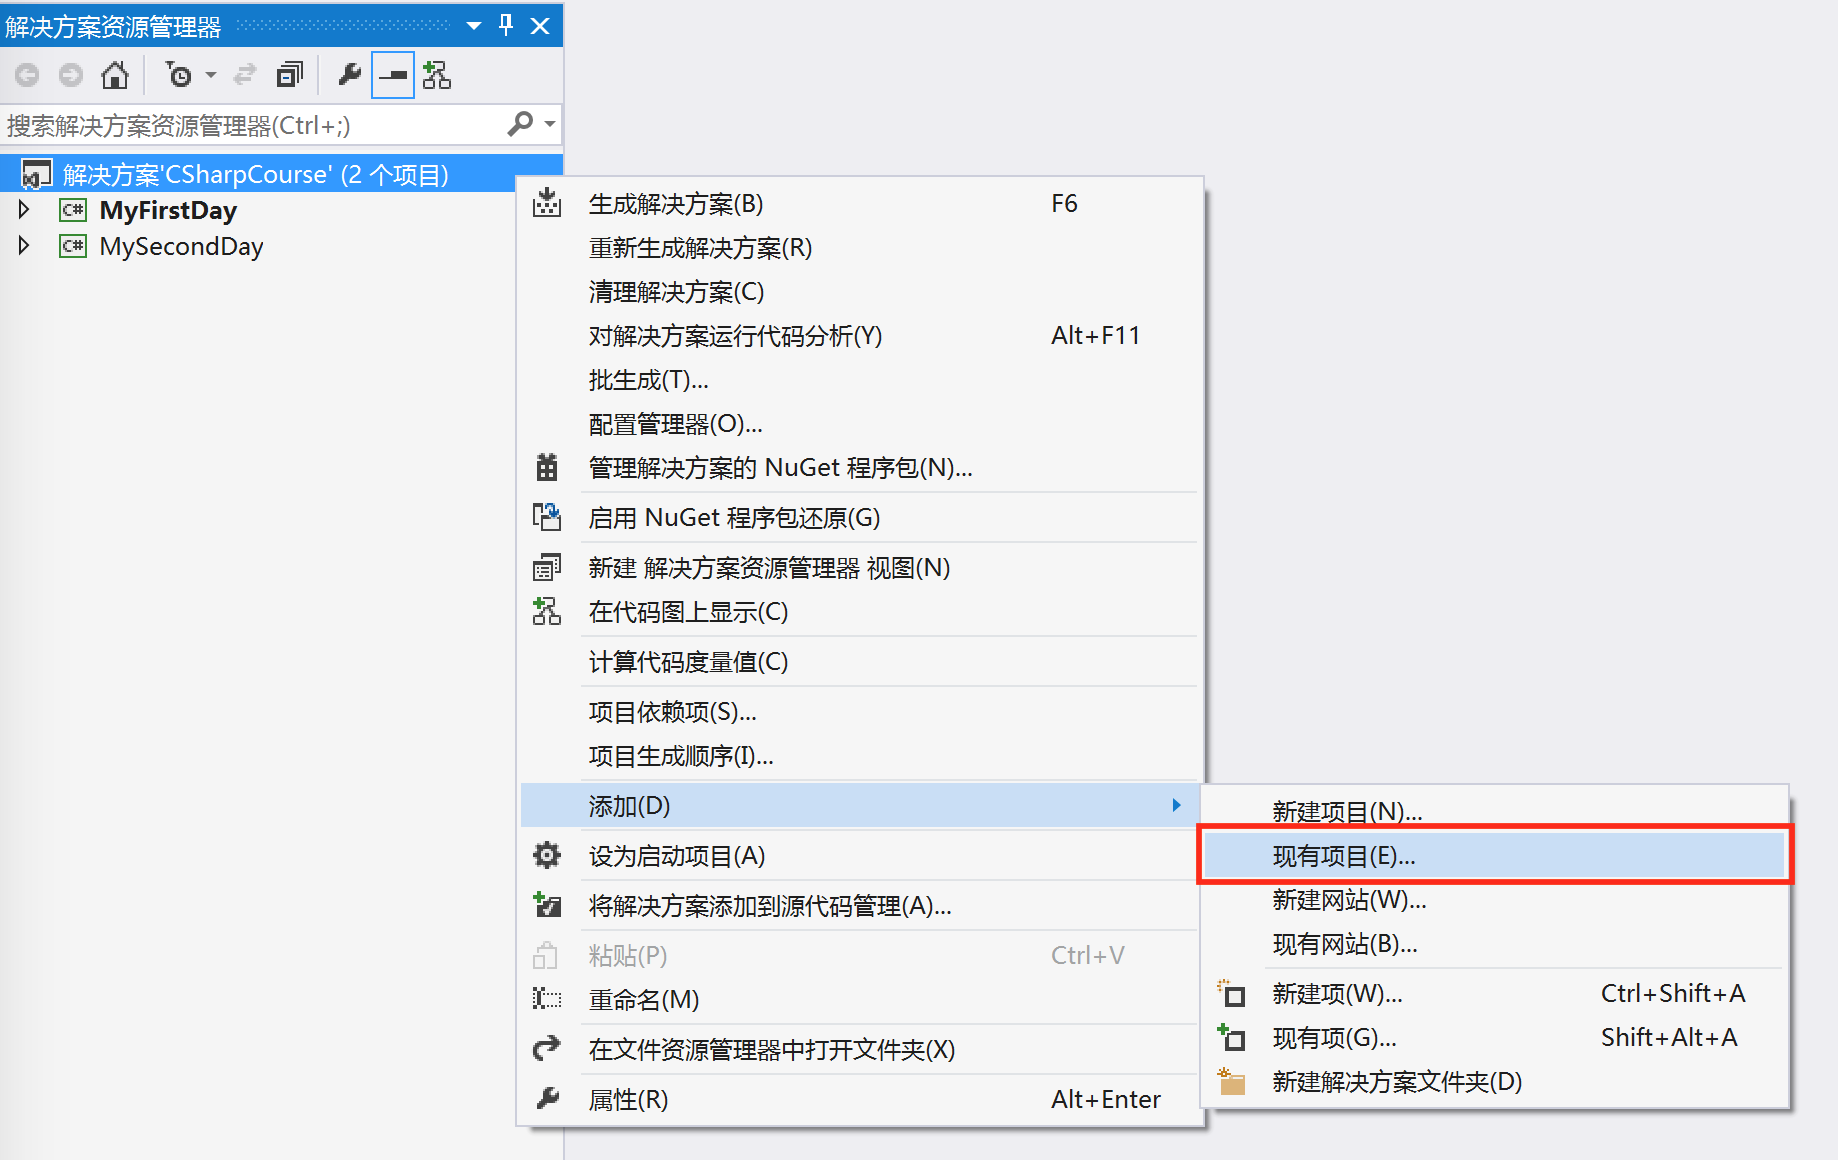 解决方案资源管理器
搜索解决方案资源管理器(Ctrl+;)
解决方案'CSharpCourse' (2 个项目)
C# MyFirstDay
C# MySecondDay
生成解决方案(B) F6
重新生成解决方案(R)
清理解决方案(C)
对解决方案运行代码分析(Y) Alt+F11
批生成(T)...
配置管理器(O)...
管理解决方案的 NuGet 程序包(N)...
启用 NuGet 程序包还原(G)
新建 解决方案资源管理器 视图(N)
在代码图上显示(C)
计算代码度量值(C)
项目依赖项(S)...
项目生成顺序(I)...
添加(D)
设为启动项目(A)
将解决方案添加到源代码管理(A)...
粘贴(P) Ctrl+V
重命名(M)
在文件资源管理器中打开文件夹(X)
属性(R) Alt+Enter
新建项目(N)...
现有项目(E)...
新建网站(W)...
现有网站(B)...
新建项(W)... Ctrl+Shift+A
现有项(G)... Shift+Alt+A
新建解决方案文件夹(D)